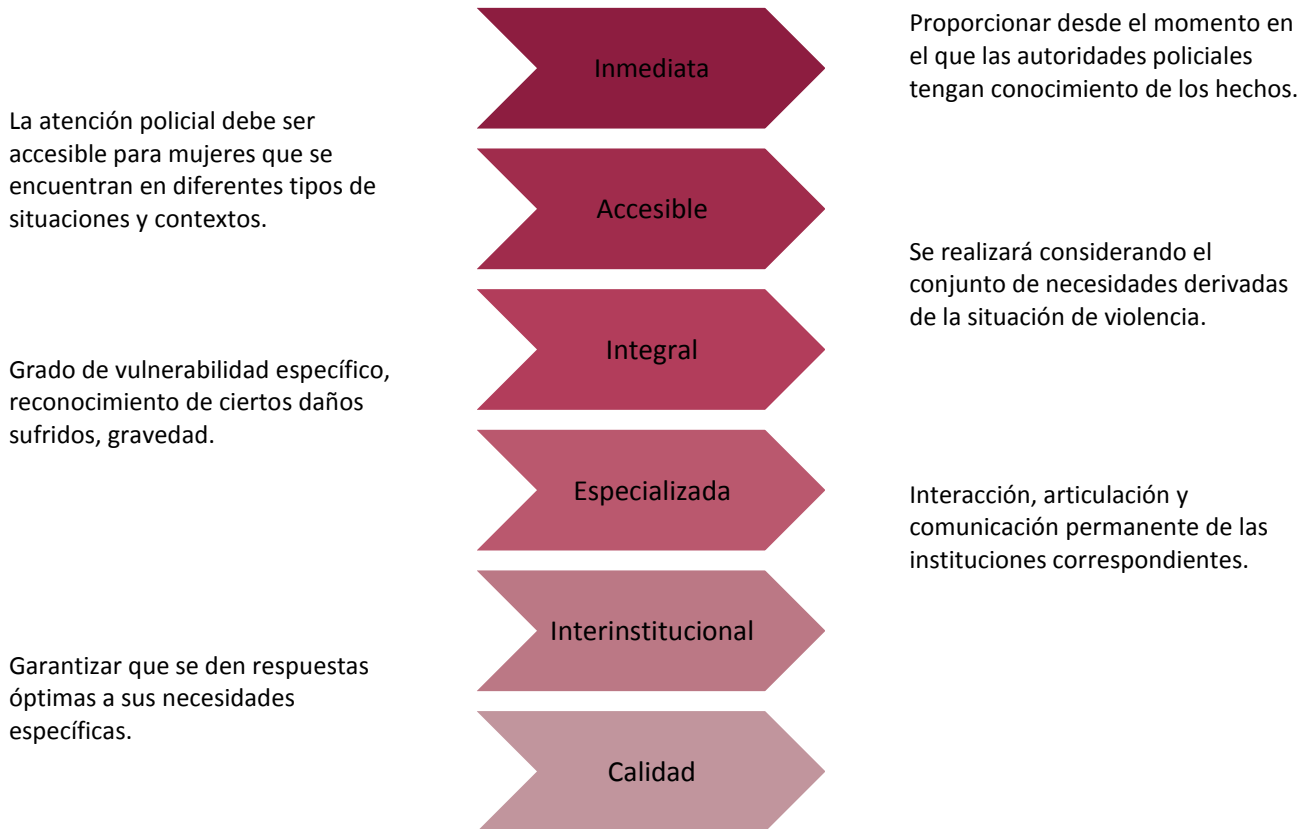 Inmediata
Proporcionar desde el momento en
el que las autoridades policiales
tengan conocimiento de los hechos.
La atención policial debe ser
accesible para mujeres que se
encuentran en diferentes tipos de
situaciones y contextos.
Accesible
Se realizará considerando el
conjunto de necesidades derivadas
de la situación de violencia.
Integral
Grado de vulnerabilidad específico,
reconocimiento de ciertos daños
sufridos, gravedad.
Especializada
Interacción, articulación y
comunicación permanente de las
instituciones correspondientes.
Interinstitucional
Garantizar que se den respuestas
óptimas a sus necesidades
específicas.
Calidad